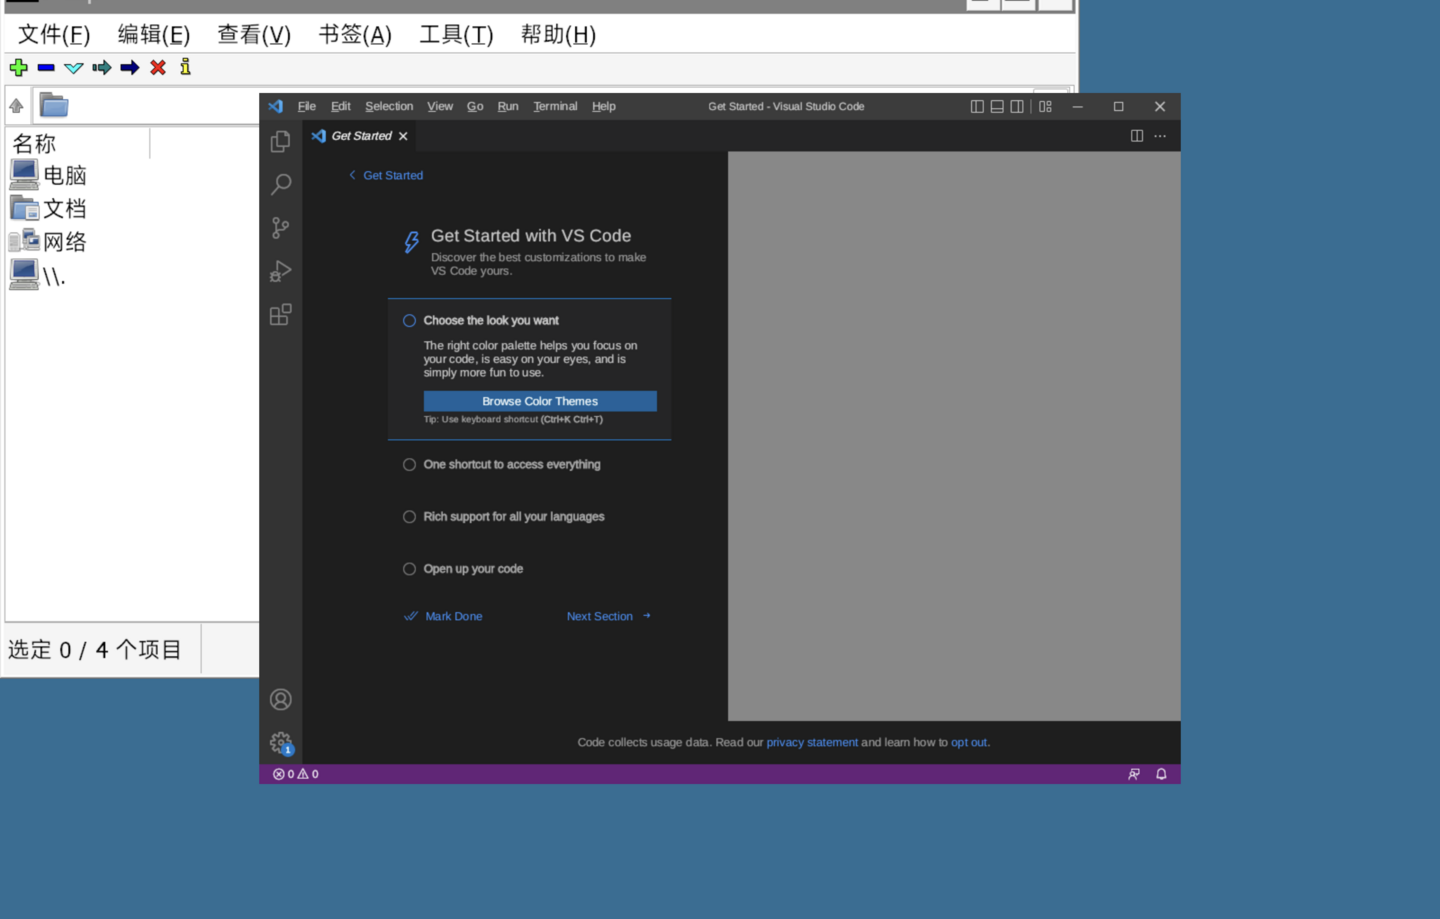 文件(F) 编辑(E) 查看(V) 书签(A) 工具(T) 帮助(H)
名称
电脑
文档
网络
\\.
选定 0 / 4 个项目
File Edit Selection View Go Run Terminal Help Get Started - Visual Studio Code
Get Started
Get Started
Get Started with VS Code
Discover the best customizations to make
VS Code yours.
Choose the look you want
The right color palette helps you focus on
your code, is easy on your eyes, and is
simply more fun to use.
Browse Color Themes
Tip: Use keyboard shortcut (Ctrl+K Ctrl+T)
One shortcut to access everything
Rich support for all your languages
Open up your code
Mark Done Next Section
1
Code collects usage data. Read our privacy statement and learn how to opt out.
0 0